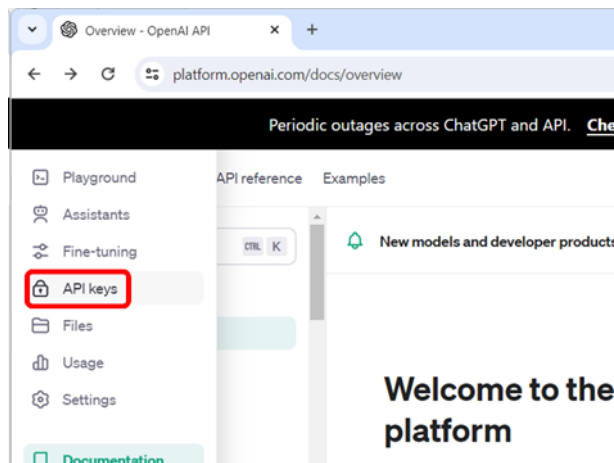 Overview - OpenAI API
platform.openai.com/docs/overview
Periodic outages across ChatGPT and API. Che
Playground
API reference Examples
Assistants
Fine-tuning
CTRL K
New models and developer products
API keys
Files
Usage
Settings
Welcome to the
platform
Documentation